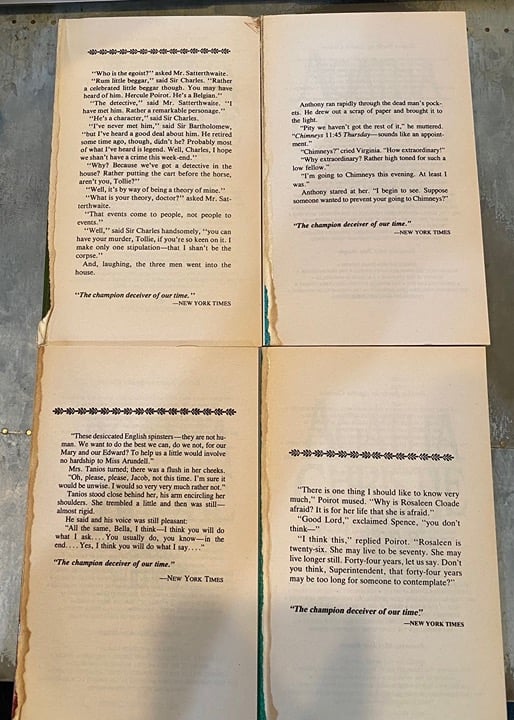 "Who is the egoist?" asked Mr. Satterthwaite.
"Rum little beggar," said Sir Charles. "Rather
a celebrated little beggar though. You may have
heard of him. Hercule Poirot. He's a Belgian."
"The detective," said Mr. Satterthwaite. "I
have met him. Rather a remarkable personage."
"He's a character," said Sir Charles.
"I've never met him," said Sir Bartholomew,
"but I've heard a good deal about him. He retired
some time ago, though, didn't he? Probably most
of what I've heard is legend. Well, Charles, I hope
we shan't have a crime this week-end."
"Why? Because we've got a detective in the
house? Rather putting the cart before the horse,
aren't you, Tollie?"
"Well, it's by way of being a theory of mine."
"What is your theory, doctor?" asked Mr. Sat-
terthwaite.
"That events come to people, not people to
events."
"Well," said Sir Charles handsomely, "you can
have your murder, Tollie, if you're so keen on it. I
make only one stipulation—that I shan't be the
corpse."
And, laughing, the three men went into the
house.
"The champion deceiver of our time."
—NEW YORK TIMES
Anthony ran rapidly through the dead man's pock-
ets. He drew out a scrap of paper and brought it to
the light.
"Pity we haven't got the rest of it," he muttered.
"Chimneys 11:45 Thursday—sounds like an appoint-
ment."
"Chimneys?" cried Virginia. "How extraordinary!"
"Why extraordinary? Rather high toned for such a
low fellow."
"I'm going to Chimneys this evening. At least I
was."
Anthony stared at her. "I begin to see. Suppose
someone wanted to prevent your going to Chimneys?"
"The champion deceiver of our time."
—NEW YORK TIMES
"These desiccated English spinsters—they are not hu-
man. We want to do the best we can, do we not, for our
Mary and our Edward? To help us a little would involve
no hardship to Miss Arundell."
Mrs. Tanios turned; there was a flush in her cheeks.
"Oh, please, please, Jacob, not this time. I'm sure it
would be unwise. I would so very very much rather not."
Tanios stood close behind her, his arm encircling her
shoulders. She trembled a little and then was still—
almost rigid.
He said and his voice was still pleasant:
"All the same, Bella, I think—I think you will do
what I ask.... You usually do, you know—in the
end.... Yes, I think you will do what I say...."
"The champion deceiver of our time."
—NEW YORK TIMES
"There is one thing I should like to know very
much," Poirot mused. "Why is Rosaleen Cloade
afraid? It is for her life that she is afraid."
"Good Lord," exclaimed Spence, "you don't
think—"
"I think this," replied Poirot. "Rosaleen is
twenty-six. She may live to be seventy. She may
live longer still. Forty-four years, let us say. Don't
you think, Superintendent, that forty-four years
may be too long for someone to contemplate?"
"The champion deceiver of our time."
—NEW YORK TIMES